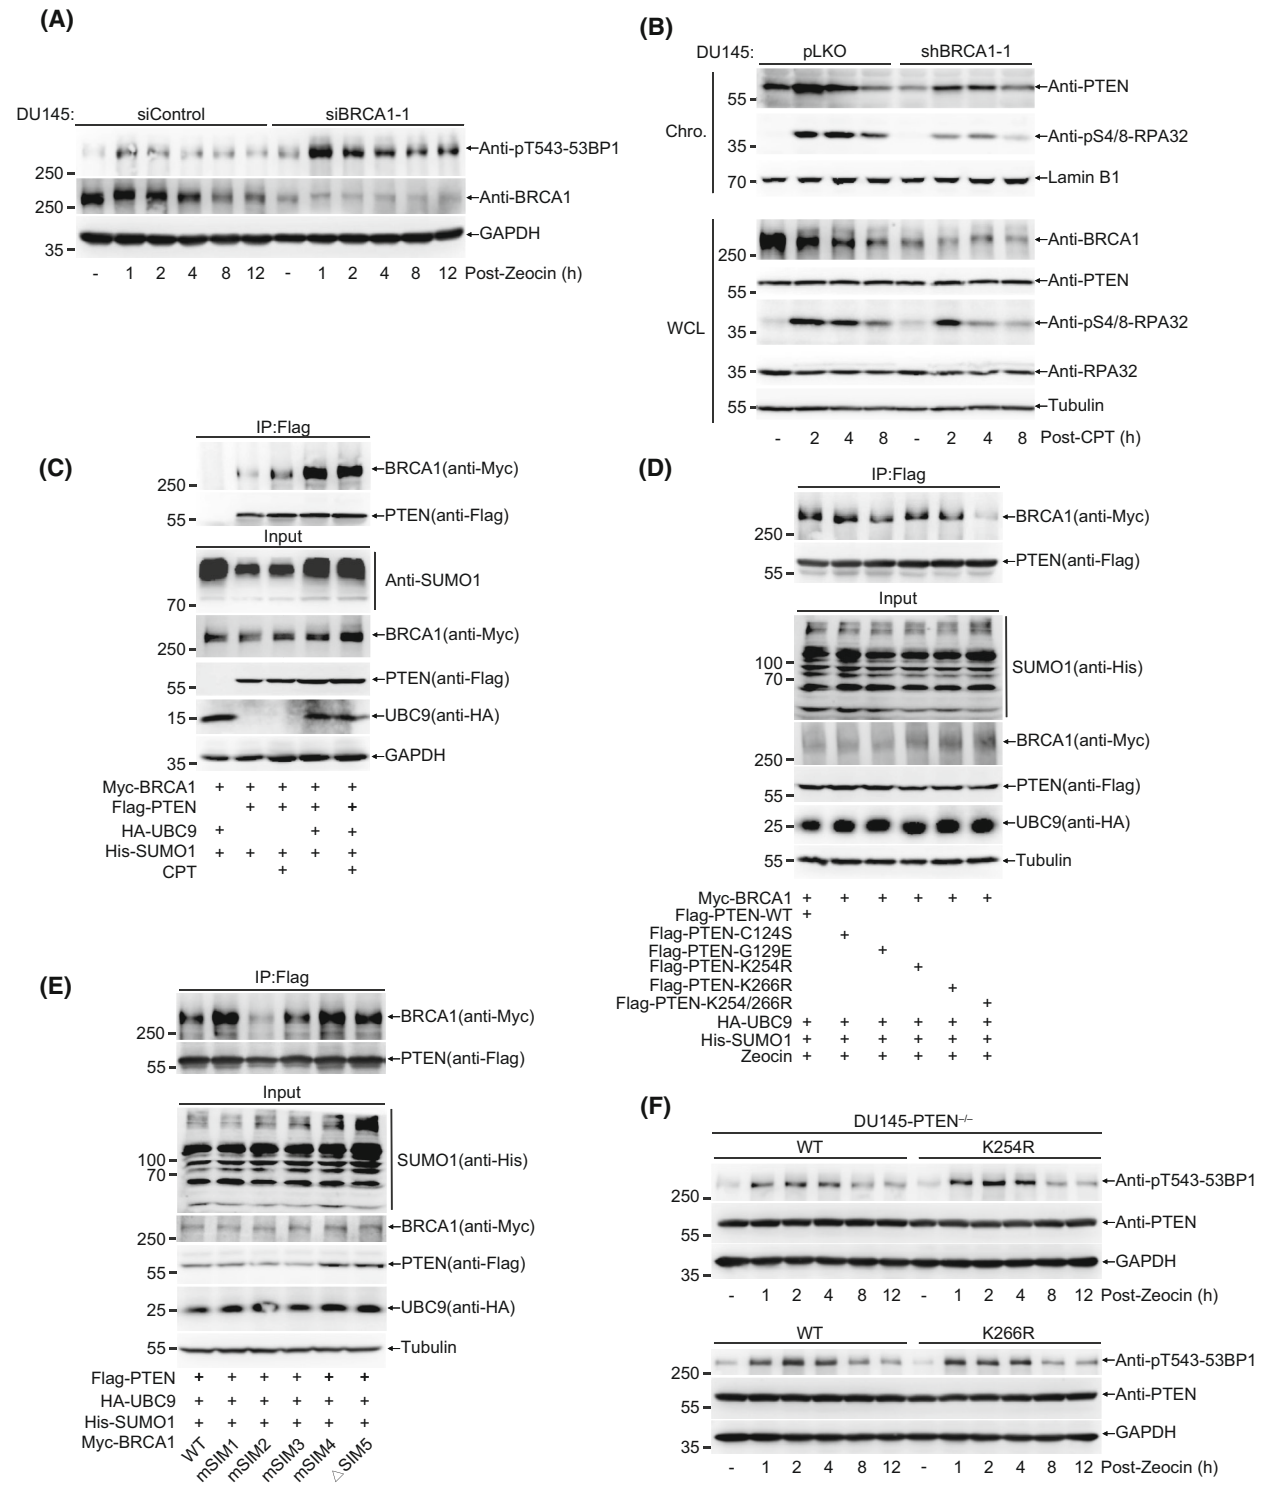 (A)
DU145: siControl siBRCA1-1
Anti-pT543-53BP1
250
Anti-BRCA1
250
GAPDH
35
- 1 2 4 8 12 - 1 2 4 8 12 Post-Zeocin (h)
(B)
DU145: pLKO shBRCA1-1
Chro.
Anti-PTEN
55
Anti-pS4/8-RPA32
35
Lamin B1
70
WCL
Anti-BRCA1
250
Anti-PTEN
55
Anti-pS4/8-RPA32
35
35 Anti-RPA32
55 Tubulin
- 2 4 8 - 2 4 8 Post-CPT (h)
(C)
IP:Flag
BRCA1(anti-Myc)
250
PTEN(anti-Flag)
55
Input
Anti-SUMO1
70
BRCA1(anti-Myc)
250
PTEN(anti-Flag)
55
15 UBC9(anti-HA)
GAPDH
35
Myc-BRCA1 + + + + +
Flag-PTEN + + + +
HA-UBC9 + + +
His-SUMO1 + + + + +
CPT + +
(D)
IP:Flag
BRCA1(anti-Myc)
250
PTEN(anti-Flag)
55
Input
100 SUMO1(anti-His)
70
BRCA1(anti-Myc)
250
PTEN(anti-Flag)
55
25 UBC9(anti-HA)
55 Tubulin
Myc-BRCA1 + + + + + +
Flag-PTEN-WT +
Flag-PTEN-C124S +
Flag-PTEN-G129E +
Flag-PTEN-K254R +
Flag-PTEN-K266R +
Flag-PTEN-K254/266R +
HA-UBC9 + + + + + +
His-SUMO1 + + + + + +
Zeocin + + + + + +
(E)
IP:Flag
BRCA1(anti-Myc)
250
PTEN(anti-Flag)
55
Input
100 SUMO1(anti-His)
70
BRCA1(anti-Myc)
250
PTEN(anti-Flag)
55
25 UBC9(anti-HA)
55 Tubulin
Flag-PTEN + + + + + +
HA-UBC9 + + + + + +
His-SUMO1 + + + + + +
Myc-BRCA1 WT mSIM1 mSIM2 mSIM3 mSIM4 △SIM5
(F)
DU145-PTEN⁻/⁻
WT K254R
Anti-pT543-53BP1
250
Anti-PTEN
55
GAPDH
35
- 1 2 4 8 12 - 1 2 4 8 12 Post-Zeocin (h)
WT K266R
Anti-pT543-53BP1
250
Anti-PTEN
55
GAPDH
35
- 1 2 4 8 12 - 1 2 4 8 12 Post-Zeocin (h)